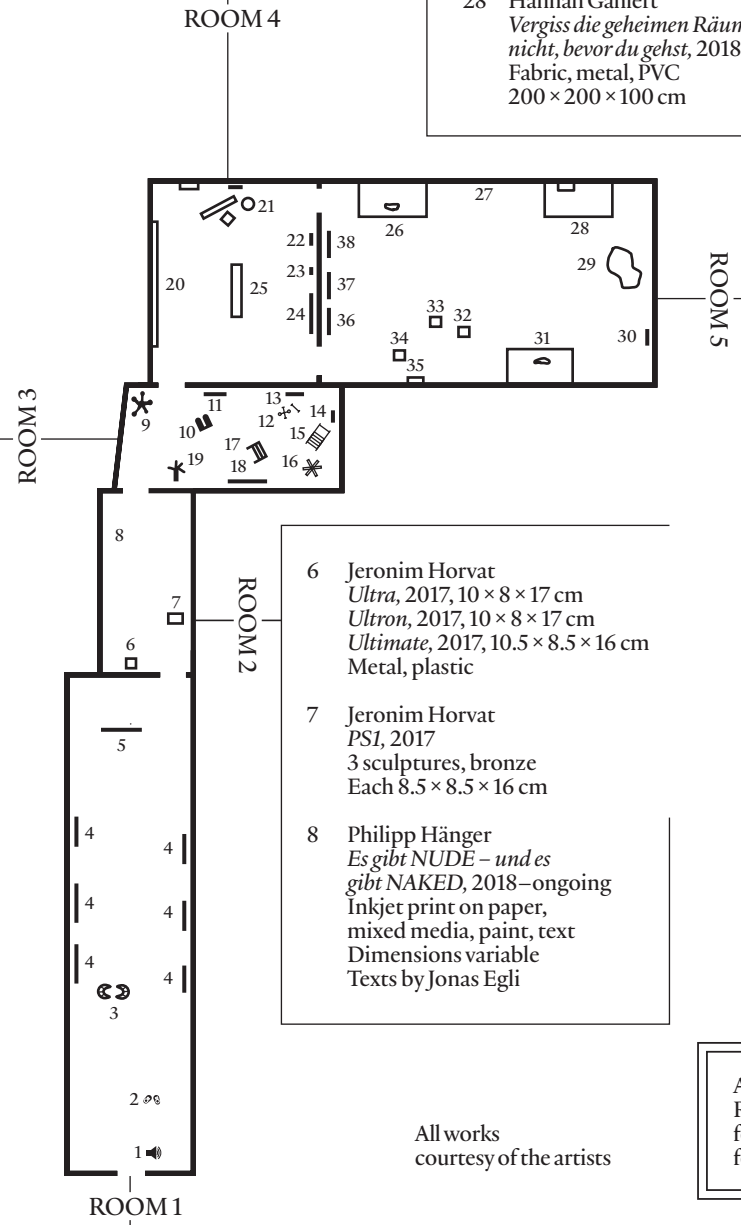 ROOM 4
28 Hannah Gahlert
Vergiss die geheimen Räum
nicht, bevor du gehst, 2018
Fabric, metal, PVC
200 × 200 × 100 cm
21
20
25
22
23
24
38
37
36
26
27
28
29
30
31
32
33
34
35
ROOM 5
ROOM 3
9
10
11
12
13
14
15
16
17
18
19
8
7
6
ROOM 2
6 Jeronim Horvat
Ultra, 2017, 10 × 8 × 17 cm
Ultron, 2017, 10 × 8 × 17 cm
Ultimate, 2017, 10.5 × 8.5 × 16 cm
Metal, plastic
7 Jeronim Horvat
PS1, 2017
3 sculptures, bronze
Each 8.5 × 8.5 × 16 cm
8 Philipp Hänger
Es gibt NUDE – und es
gibt NAKED, 2018–ongoing
Inkjet print on paper,
mixed media, paint, text
Dimensions variable
Texts by Jonas Egli
5
4
4
4
4
4
4
3
2
1
ROOM 1
All works
courtesy of the artists